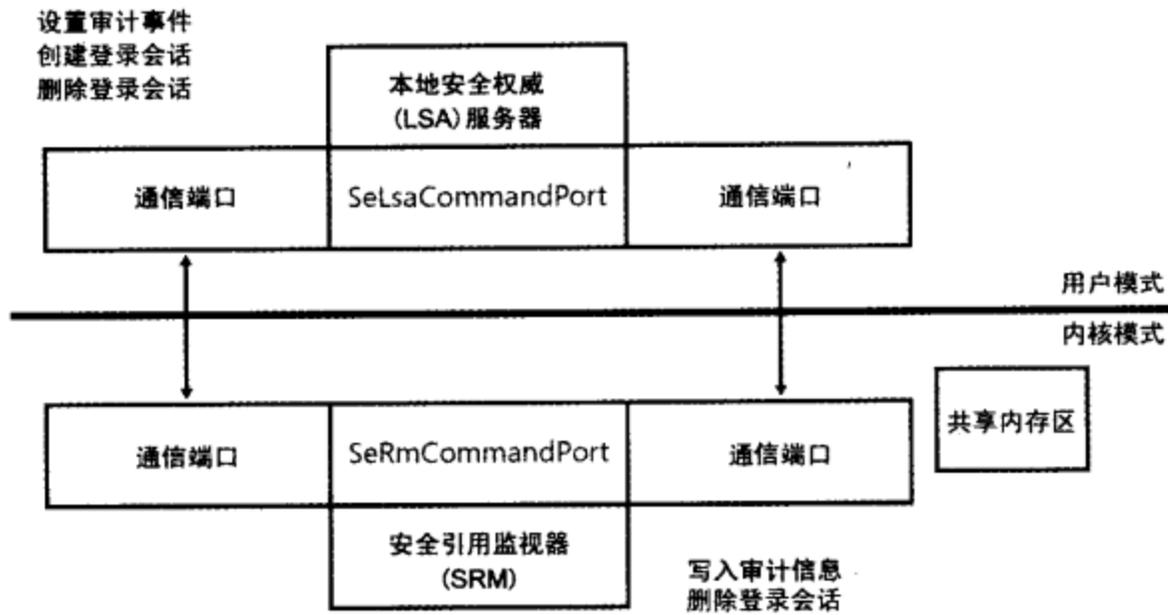 设置审计事件
创建登录会话
删除登录会话
本地安全权威
(LSA)服务器
通信端口
SeLsaCommandPort
通信端口
用户模式
内核模式
共享内存区
通信端口
SeRmCommandPort
通信端口
安全引用监视器
(SRM)
写入审计信息
删除登录会话